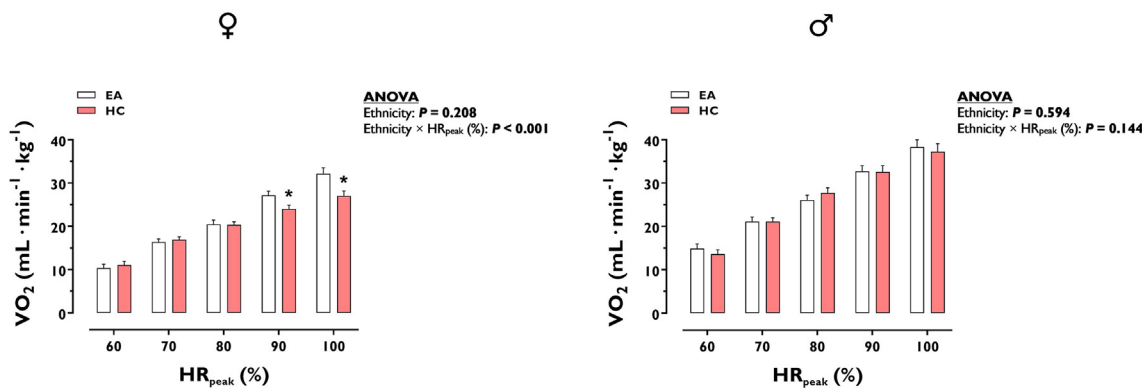 ♀
EA
HC
ANOVA
Ethnicity: P = 0.208
Ethnicity × HRpeak (%): P < 0.001
VO₂ (mL · min⁻¹ · kg⁻¹)
40
30
20
10
0
* *
60 70 80 90 100
HRpeak (%)
♂
EA
HC
ANOVA
Ethnicity: P = 0.594
Ethnicity × HRpeak (%): P = 0.144
VO₂ (mL · min⁻¹ · kg⁻¹)
40
30
20
10
0
60 70 80 90 100
HRpeak (%)